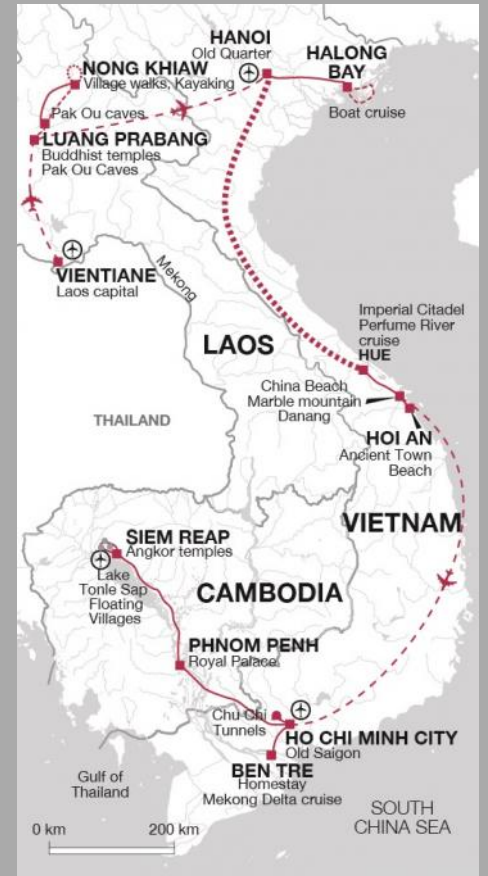 HANOI
Old Quarter
HALONG
BAY
Boat cruise
NONG KHIAW
Village walks, Kayaking
Pak Ou caves
LUANG PRABANG
Buddhist temples
Pak Ou Caves
VIENTIANE
Laos capital
Mekong
LAOS
THAILAND
Imperial Citadel
Perfume River
cruise
HUE
China Beach
Marble mountain
Danang
HOI AN
Ancient Town
Beach
VIETNAM
SIEM REAP
Angkor temples
Lake
Tonle Sap
Floating
Villages
CAMBODIA
PHNOM PENH
Royal Palace
Chu Chi
Tunnels
HO CHI MINH CITY
Old Saigon
BEN TRE
Homestay
Mekong Delta cruise
Gulf of
Thailand
SOUTH
CHINA SEA
0 km
200 km